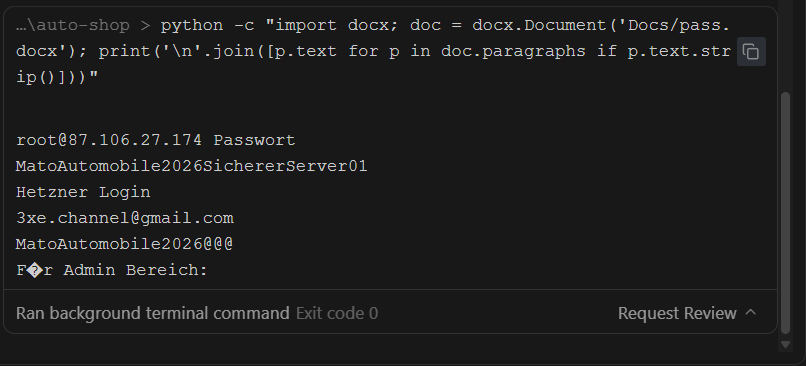 …\auto-shop > python -c "import docx; doc = docx.Document('Docs/pass.
docx'); print('\n'.join([p.text for p in doc.paragraphs if p.text.str
ip()]))"
root@87.106.27.174 Passwort
MatoAutomobile2026SichererServer01
Hetzner Login
3xe.channel@gmail.com
MatoAutomobile2026@@@
F�r Admin Bereich:
Ran background terminal command Exit code 0
Request Review